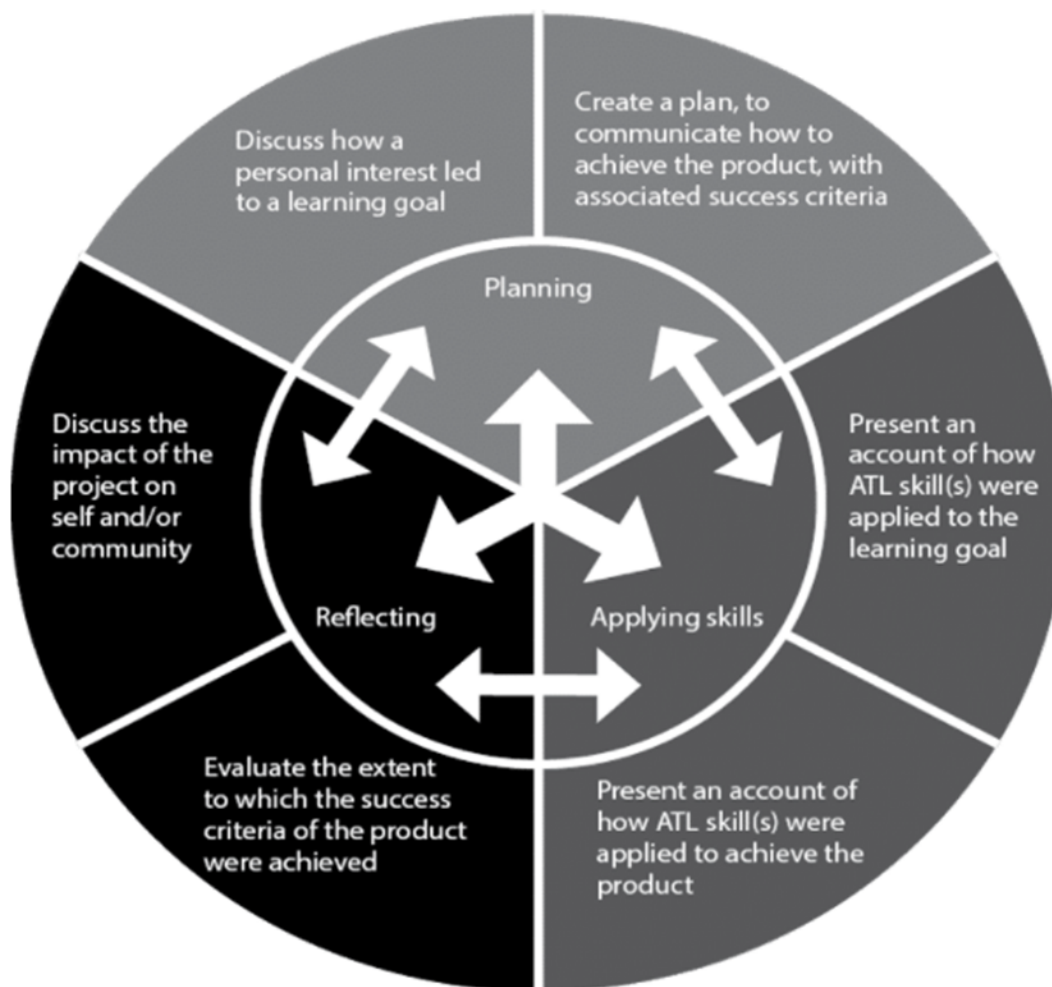 Discuss how a
personal interest led
to a learning goal
Create a plan, to
communicate how to
achieve the product, with
associated success criteria
Planning
Discuss the
impact of the
project on
self and/or
community
Present an
account of how
ATL skill(s) were
applied to the
learning goal
Reflecting
Applying skills
Evaluate the extent
to which the success
criteria of the product
were achieved
Present an account of
how ATL skill(s) were
applied to achieve the
product